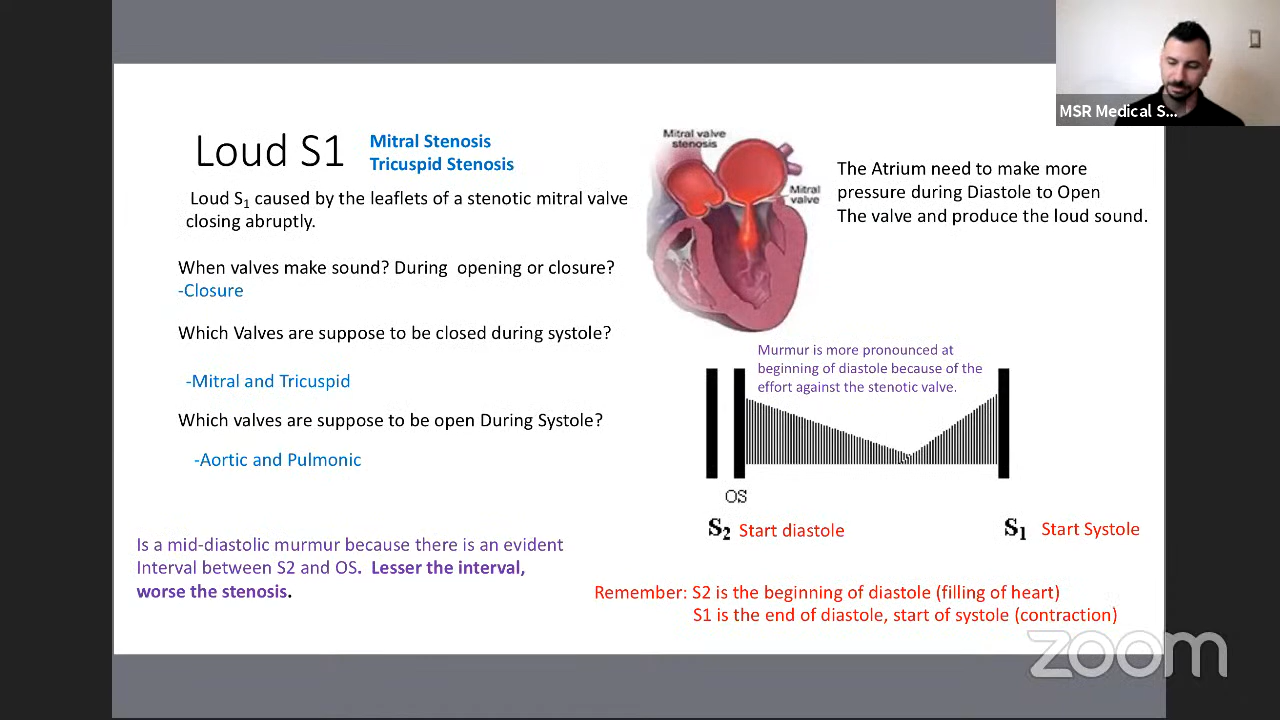 MSR Medical S...
Loud S1
Mitral Stenosis
Tricuspid Stenosis
Loud S1 caused by the leaflets of a stenotic mitral valve
closing abruptly.
When valves make sound? During opening or closure?
-Closure
Which Valves are suppose to be closed during systole?
-Mitral and Tricuspid
Which valves are suppose to be open During Systole?
-Aortic and Pulmonic
Is a mid-diastolic murmur because there is an evident
Interval between S2 and OS. Lesser the interval,
worse the stenosis.
Mitral valve
stenosis
Mitral
valve
The Atrium need to make more
pressure during Diastole to Open
The valve and produce the loud sound.
Murmur is more pronounced at
beginning of diastole because of the
effort against the stenotic valve.
OS
S2 Start diastole
S1 Start Systole
Remember: S2 is the beginning of diastole (filling of heart)
S1 is the end of diastole, start of systole (contraction)
zoom